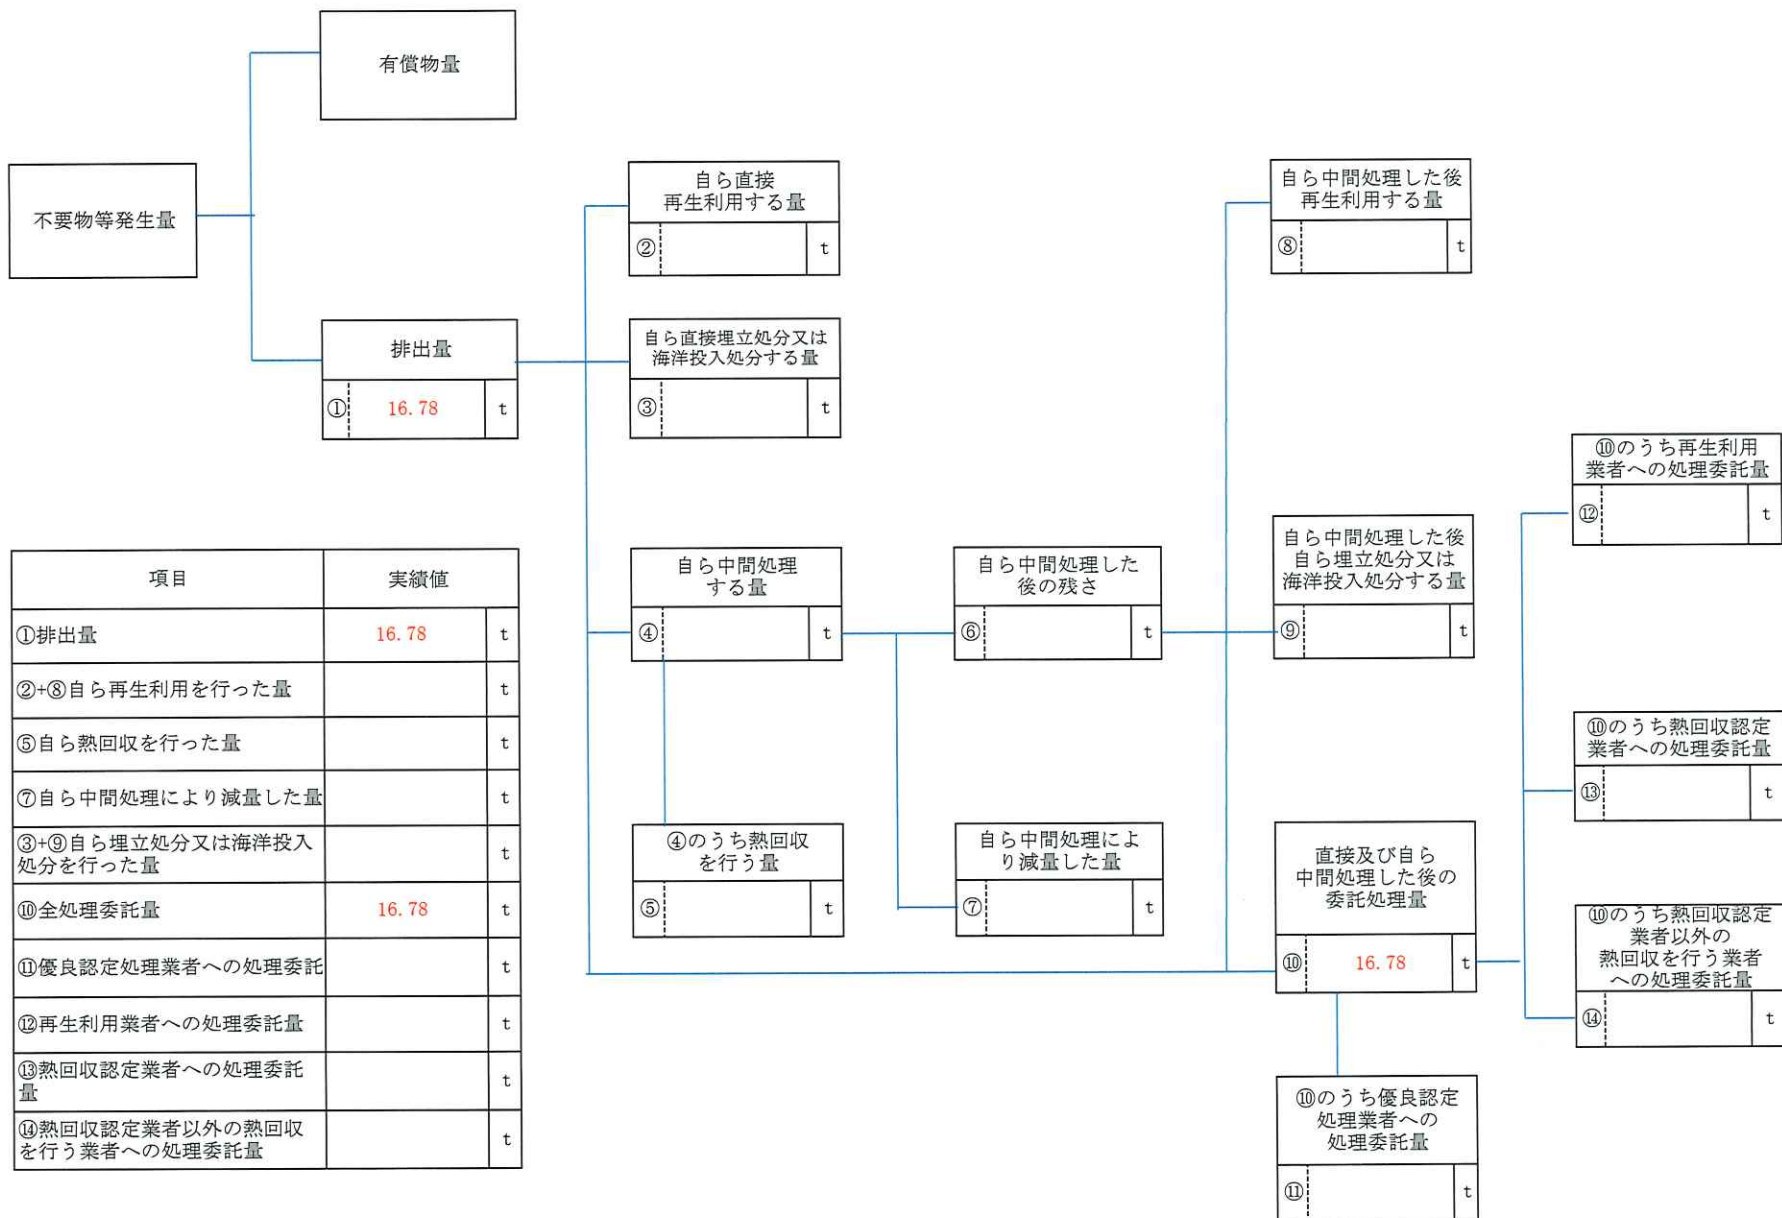 有償物量
不要物等発生量
排出量
① 16.78 t
自ら直接
再生利用する量
② t
自ら直接埋立処分又は
海洋投入処分する量
③ t
自ら中間処理
する量
④ t
④のうち熱回収
を行う量
⑤ t
自ら中間処理した
後の残さ
⑥ t
自ら中間処理によ
り減量した量
⑦ t
自ら中間処理した後
再生利用する量
⑧ t
自ら中間処理した後
自ら埋立処分又は
海洋投入処分する量
⑨ t
直接及び自ら
中間処理した後の
委託処理量
⑩ 16.78 t
⑩のうち優良認定
処理業者への
処理委託量
⑪ t
⑩のうち再生利用
業者への処理委託量
⑫ t
⑩のうち熱回収認定
業者への処理委託量
⑬ t
⑩のうち熱回収認定
業者以外の
熱回収を行う業者
への処理委託量
⑭ t
項目 実績値
①排出量 16.78 t
②+⑧自ら再生利用を行った量 t
⑤自ら熱回収を行った量 t
⑦自ら中間処理により減量した量 t
③+⑨自ら埋立処分又は海洋投入
処分を行った量 t
⑩全処理委託量 16.78 t
⑪優良認定処理業者への処理委託 t
⑫再生利用業者への処理委託量 t
⑬熱回収認定業者への処理委託
量 t
⑭熱回収認定業者以外の熱回収
を行う業者への処理委託量 t